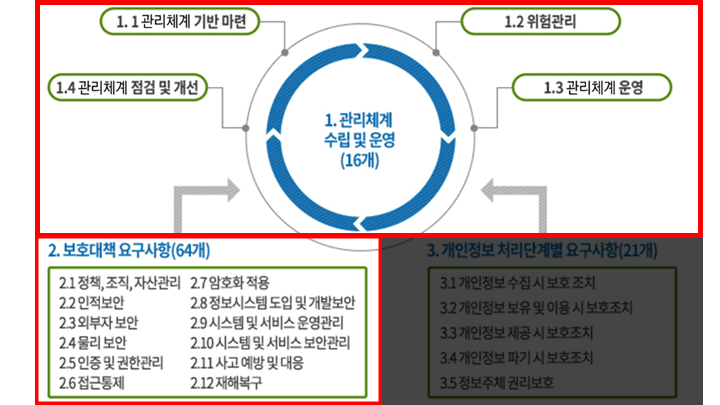 1. 1 관리체계 기반 마련
1.2 위험관리
1.4 관리체계 점검 및 개선
1.3 관리체계 운영
1. 관리체계
수립 및 운영
(16개)
2. 보호대책 요구사항(64개)
2.1 정책, 조직, 자산관리
2.2 인적보안
2.3 외부자 보안
2.4 물리 보안
2.5 인증 및 권한관리
2.6 접근통제
2.7 암호화 적용
2.8 정보시스템 도입 및 개발보안
2.9 시스템 및 서비스 운영관리
2.10 시스템 및 서비스 보안관리
2.11 사고 예방 및 대응
2.12 재해복구
3. 개인정보 처리단계별 요구사항(21개)
3.1 개인정보 수집 시 보호 조치
3.2 개인정보 보유 및 이용 시 보호조치
3.3 개인정보 제공 시 보호조치
3.4 개인정보 파기 시 보호조치
3.5 정보주체 권리보호